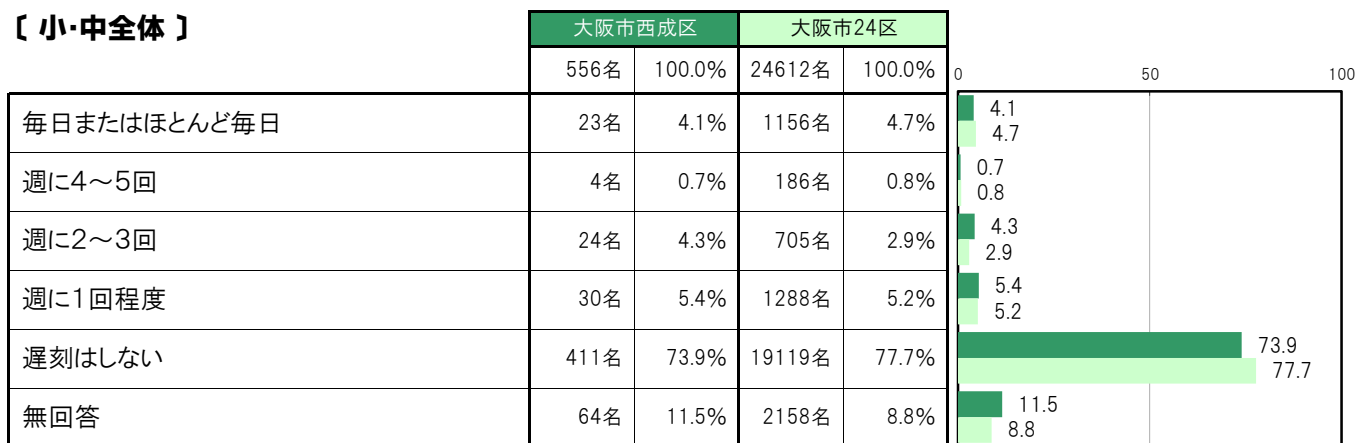 〔 小・中全体 〕
大阪市西成区 大阪市24区
556名 100.0% 24612名 100.0% 0 50 100
毎日またはほとんど毎日 23名 4.1% 1156名 4.7% 4.1
4.7
週に4～5回 4名 0.7% 186名 0.8% 0.7
0.8
週に2～3回 24名 4.3% 705名 2.9% 4.3
2.9
週に1回程度 30名 5.4% 1288名 5.2% 5.4
5.2
遅刻はしない 411名 73.9% 19119名 77.7% 73.9
77.7
無回答 64名 11.5% 2158名 8.8% 11.5
8.8